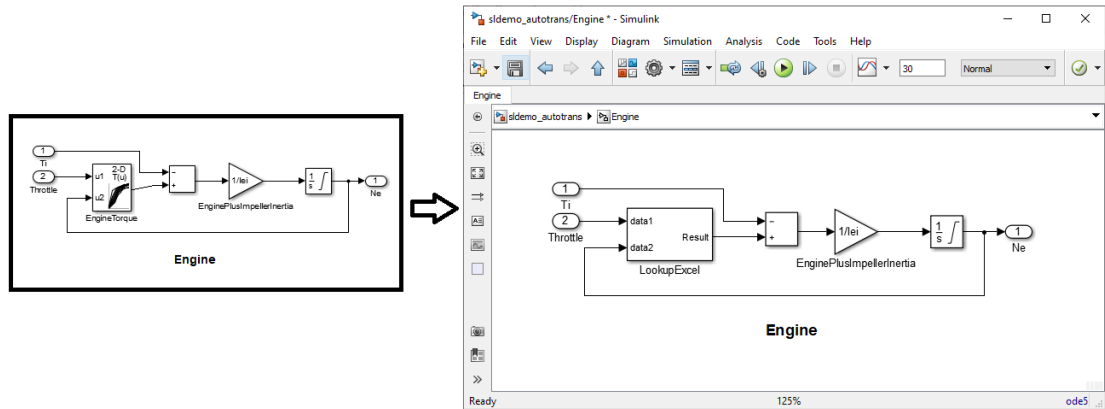 1
Ti
2
Throttle
u1
u2
2-D
T(u)
EngineTorque
−
+
1/Iei
EnginePlusImpellerInertia
1
s
1
Ne
Engine
sldemo_autotrans/Engine * - Simulink
File Edit View Display Diagram Simulation Analysis Code Tools Help
30 Normal
Engine
sldemo_autotrans Engine
1
Ti
2
Throttle
data1
data2
Result
LookupExcel
−
+
1/Iei
EnginePlusImpellerInertia
1
s
1
Ne
Engine
Ready 125% ode5